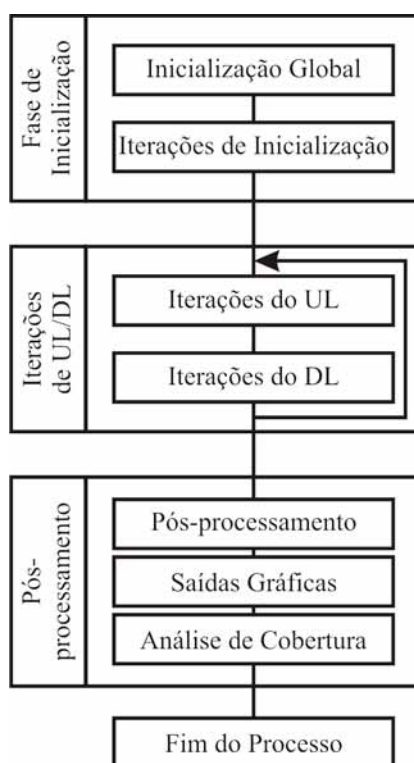 Fase de
Inicialização
Inicialização Global
Iterações de Inicialização
Iterações
de UL/DL
Iterações do UL
Iterações do DL
Pós-
processamento
Pós-processamento
Saídas Gráficas
Análise de Cobertura
Fim do Processo